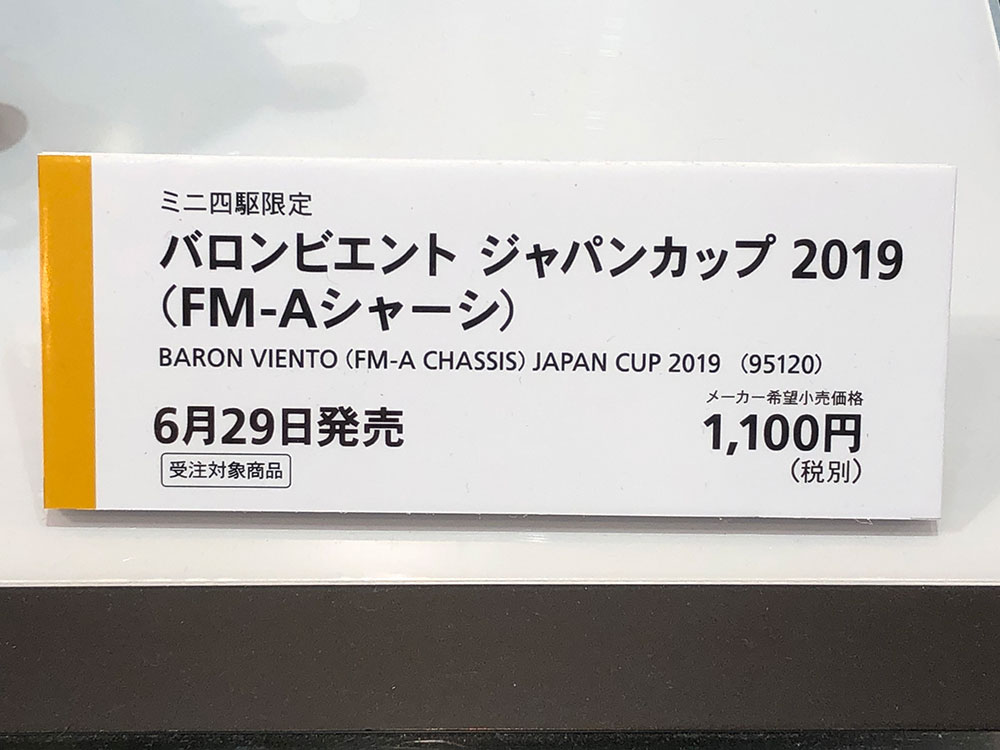 ミニ四駆限定
バロンビエント ジャパンカップ 2019
（FM-Aシャーシ）
BARON VIENTO (FM-A CHASSIS) JAPAN CUP 2019 （95120）
メーカー希望小売価格
6月29日発売 1,100円
受注対象商品 （税別）